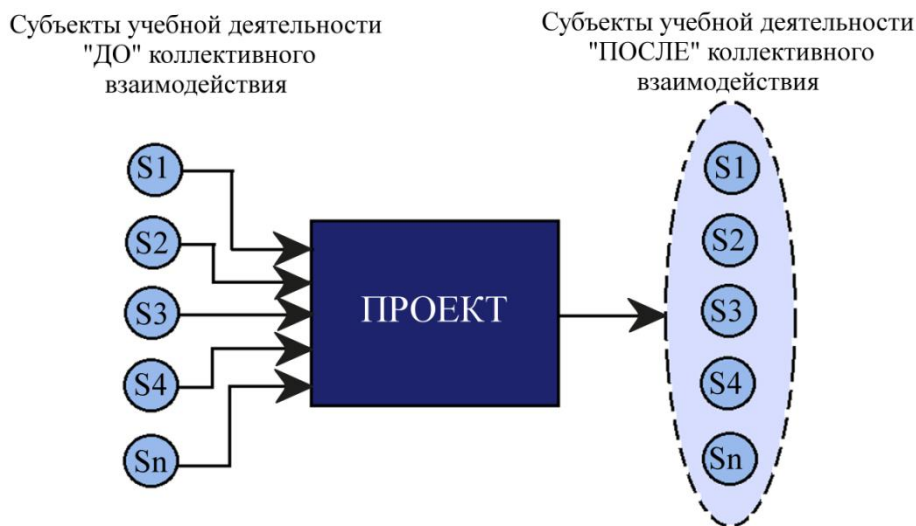 Субъекты учебной деятельности
"ДО" коллективного
взаимодействия
Субъекты учебной деятельности
"ПОСЛЕ" коллективного
взаимодействия
S1
S2
S3
S4
Sn
ПРОЕКТ
S1
S2
S3
S4
Sn